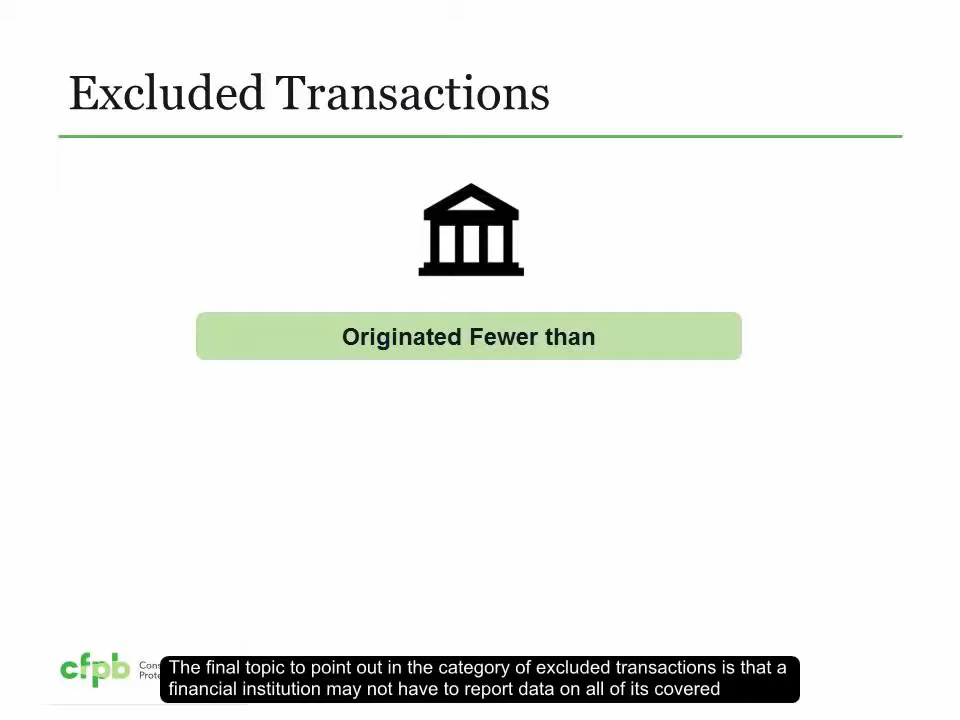 Excluded Transactions
Originated Fewer than
cfpb
The final topic to point out in the category of excluded transactions is that a
financial institution may not have to report data on all of its covered